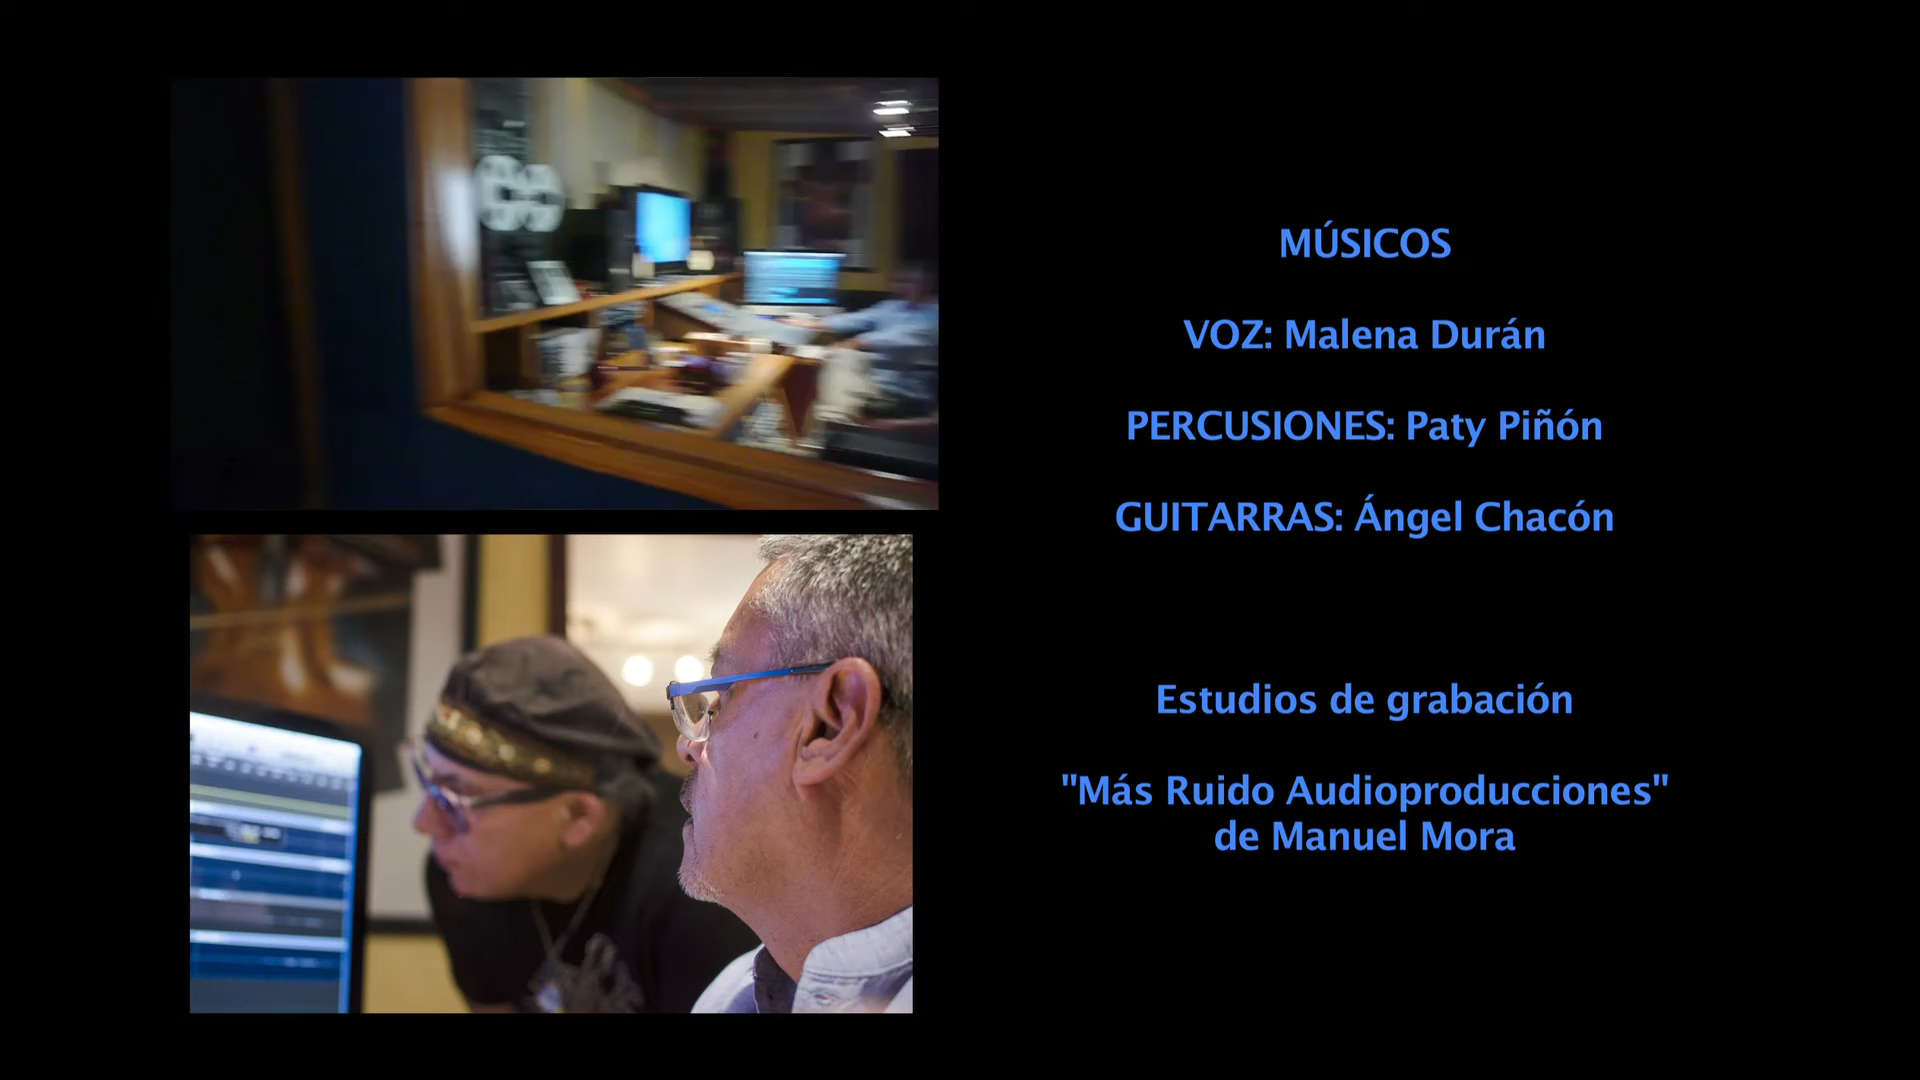 MÚSICOS
VOZ: Malena Durán
PERCUSIONES: Paty Piñón
GUITARRAS: Ángel Chacón
Estudios de grabación
"Más Ruido Audioproducciones"
de Manuel Mora